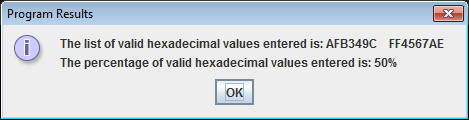 Program Results
The list of valid hexadecimal values entered is: AFB349C FF4567AE
The percentage of valid hexadecimal values entered is: 50%
OK